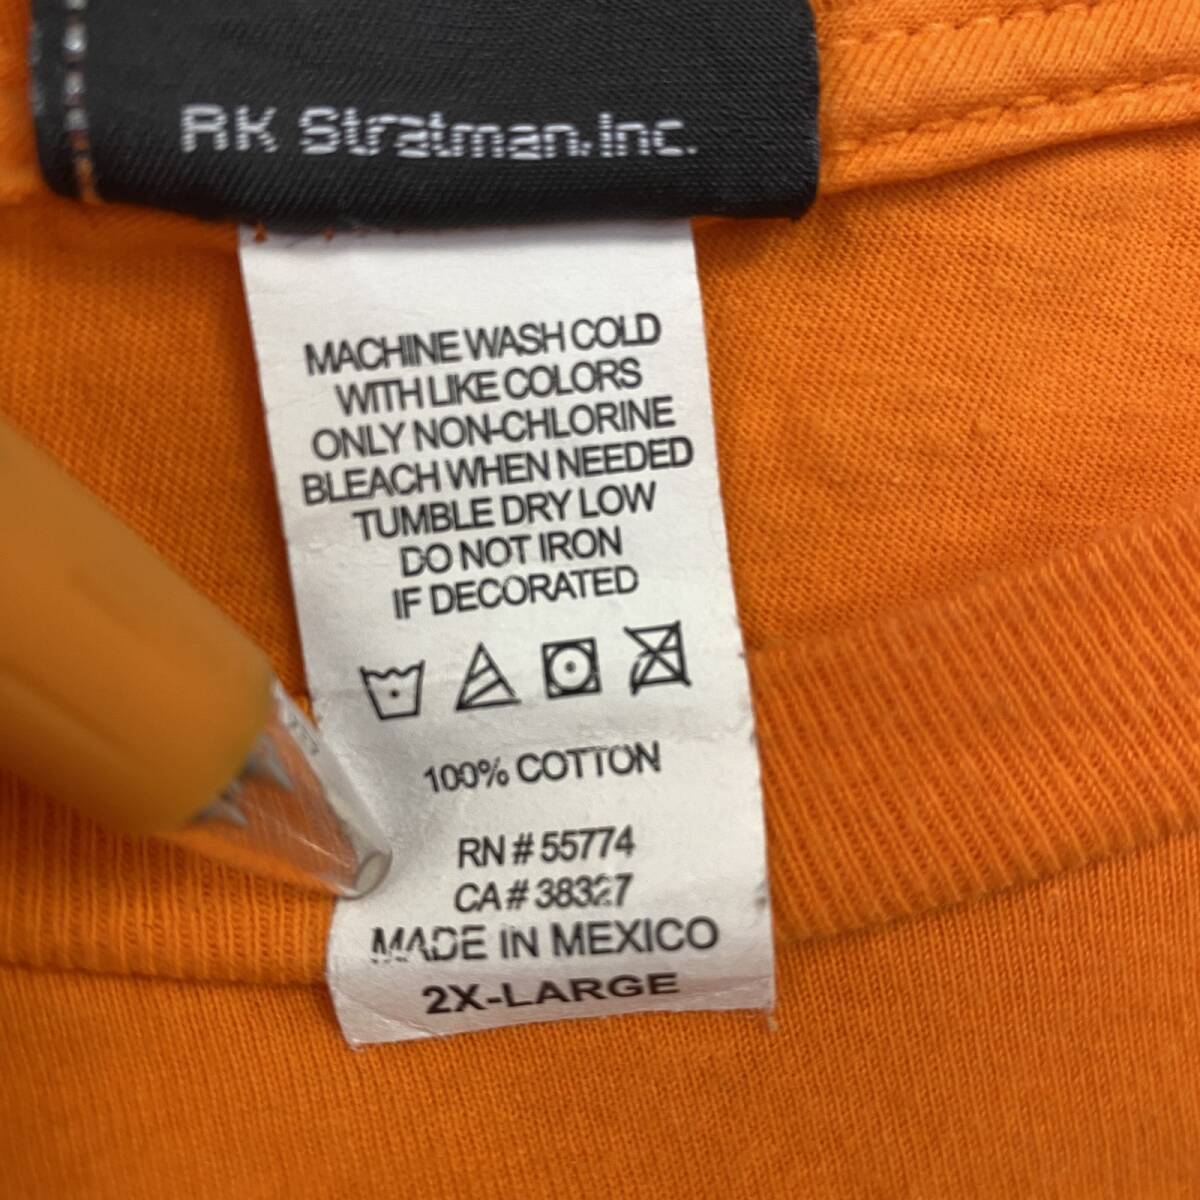 RK Stratman, Inc.
MACHINE WASH COLD
WITH LIKE COLORS
ONLY NON-CHLORINE
BLEACH WHEN NEEDED
TUMBLE DRY LOW
DO NOT IRON
IF DECORATED
100% COTTON
RN # 55774
CA # 38327
MADE IN MEXICO
2X-LARGE